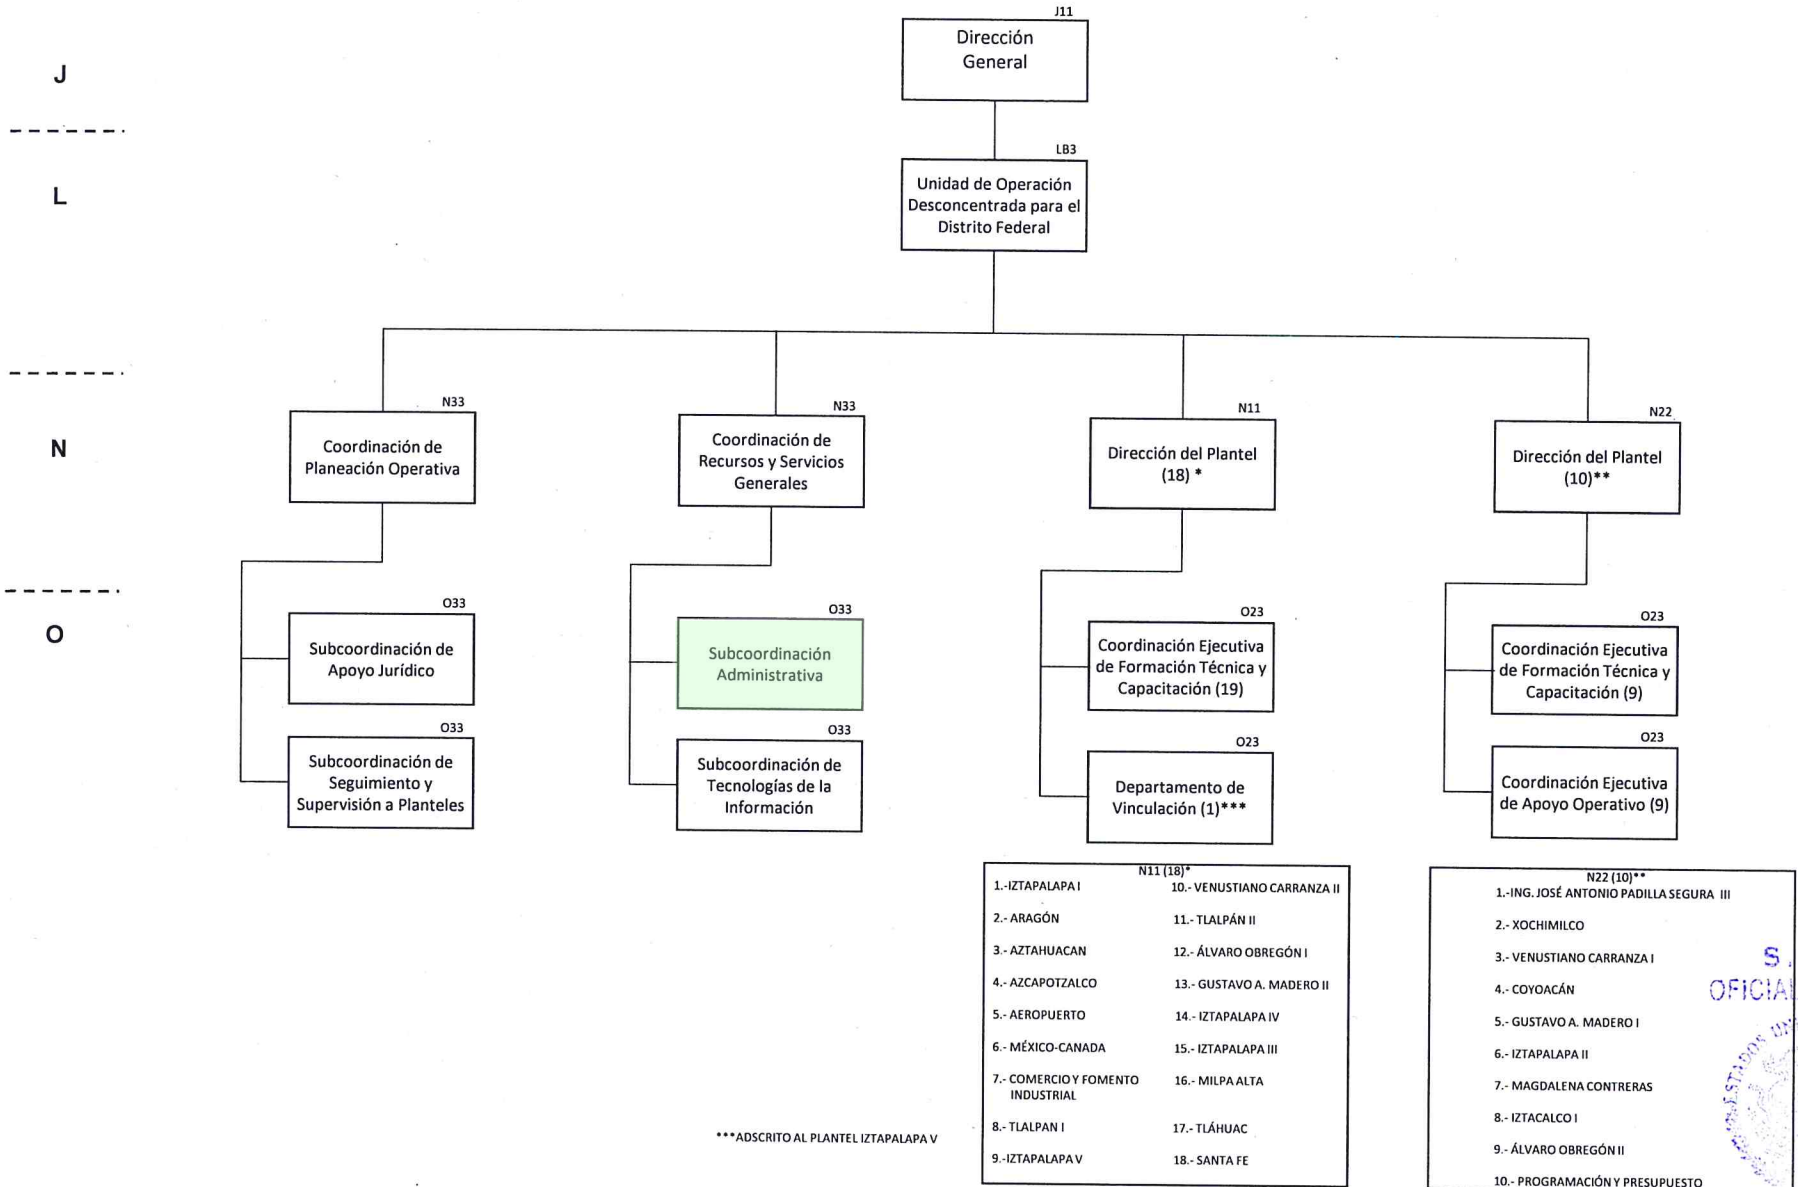 J11
Dirección
General
J
LB3
Unidad de Operación
Desconcentrada para el
Distrito Federal
L
N
N33
Coordinación de
Planeación Operativa
N33
Coordinación de
Recursos y Servicios
Generales
N11
Dirección del Plantel
(18) *
N22
Dirección del Plantel
(10)**
O
O33
Subcoordinación de
Apoyo Jurídico
O33
Subcoordinación de
Seguimiento y
Supervisión a Planteles
O33
Subcoordinación
Administrativa
O33
Subcoordinación de
Tecnologías de la
Información
O23
Coordinación Ejecutiva
de Formación Técnica y
Capacitación (19)
O23
Departamento de
Vinculación (1)***
O23
Coordinación Ejecutiva
de Formación Técnica y
Capacitación (9)
O23
Coordinación Ejecutiva
de Apoyo Operativo (9)
N11 (18)*
1.-IZTAPALAPA I
2.- ARAGÓN
3.- AZTAHUACAN
4.- AZCAPOTZALCO
5.- AEROPUERTO
6.- MÉXICO-CANADA
7.- COMERCIO Y FOMENTO
INDUSTRIAL
8.- TLALPAN I
9.-IZTAPALAPA V
10.- VENUSTIANO CARRANZA II
11.- TLALPÁN II
12.- ÁLVARO OBREGÓN I
13.- GUSTAVO A. MADERO II
14.- IZTAPALAPA IV
15.- IZTAPALAPA III
16.- MILPA ALTA
17.- TLÁHUAC
18.- SANTA FE
N22 (10)**
1.-ING. JOSÉ ANTONIO PADILLA SEGURA III
2.- XOCHIMILCO
3.- VENUSTIANO CARRANZA I
4.- COYOACÁN
5.- GUSTAVO A. MADERO I
6.- IZTAPALAPA II
7.- MAGDALENA CONTRERAS
8.- IZTACALCO I
9.- ÁLVARO OBREGÓN II
10.- PROGRAMACIÓN Y PRESUPUESTO
***ADSCRITO AL PLANTEL IZTAPALAPA V
S.
OFICIAL
ESTADOS UN